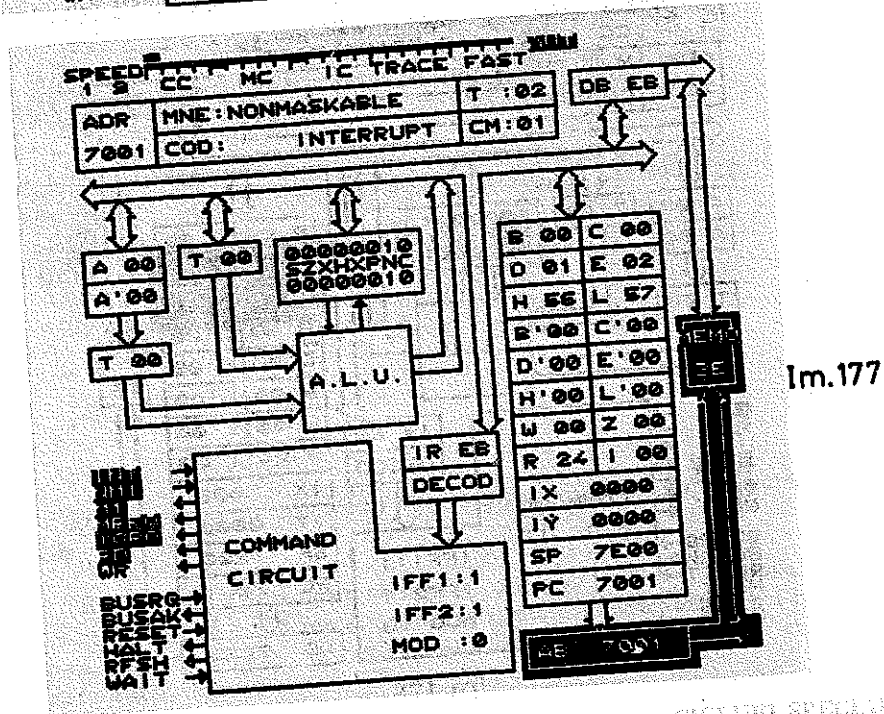 SPEED
1 2 CC MC IC TRACE FAST
ADR
7001
MNE:NONMASKABLE
T :02
COD: INTERRUPT
CM:01
DB EB
A 00
A'00
T 00
T 00
00000010
SZXHXPNC
00000010
A.L.U.
B 00 C 00
D 01 E 02
H 56 L 57
B'00 C'00
D'00 E'00
H'00 L'00
W 00 Z 00
R 24 I 00
IX 0000
IY 0000
SP 7E00
PC 7001
Im.177
IR EB
DECOD
COMMAND
CIRCUIT
IFF1:1
IFF2:1
MOD :0
WR
BUSRQ
BUSAK
RESET
HALT
RFSH
WAIT
AB 7001